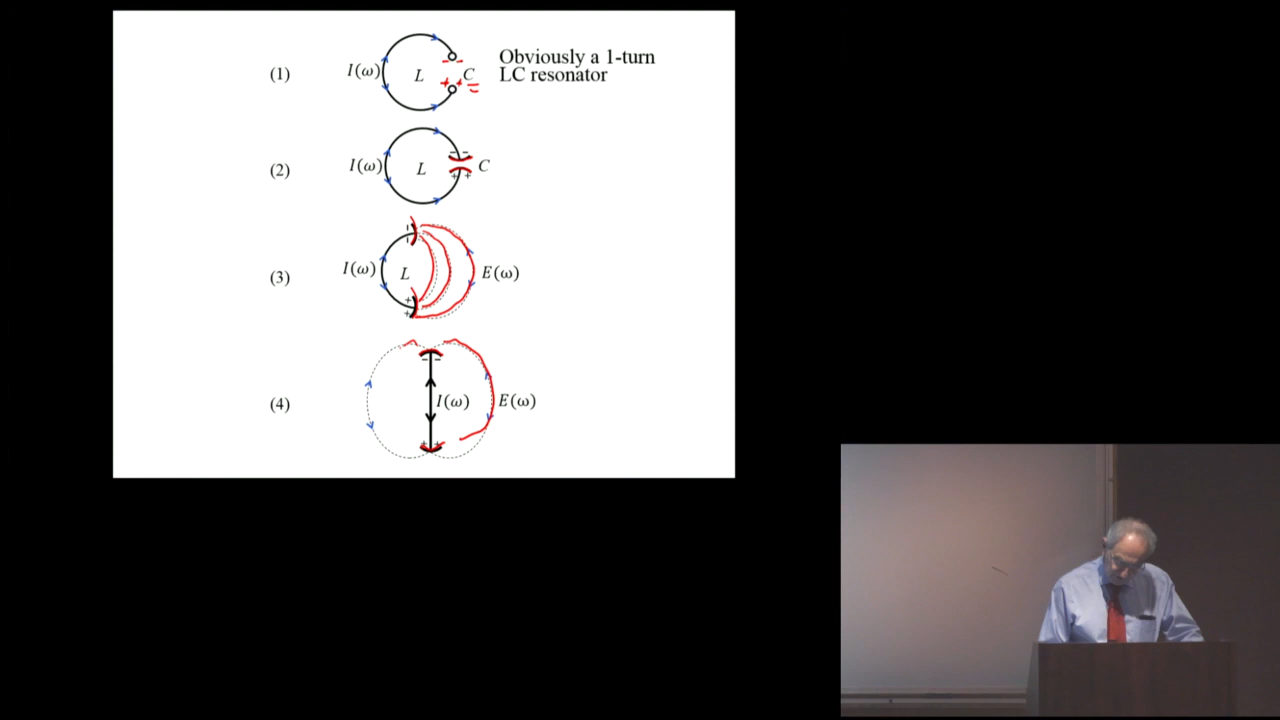 (1) I(ω) L C Obviously a 1-turn
LC resonator
(2) I(ω) L C
(3) I(ω) L E(ω)
(4) I(ω) E(ω)